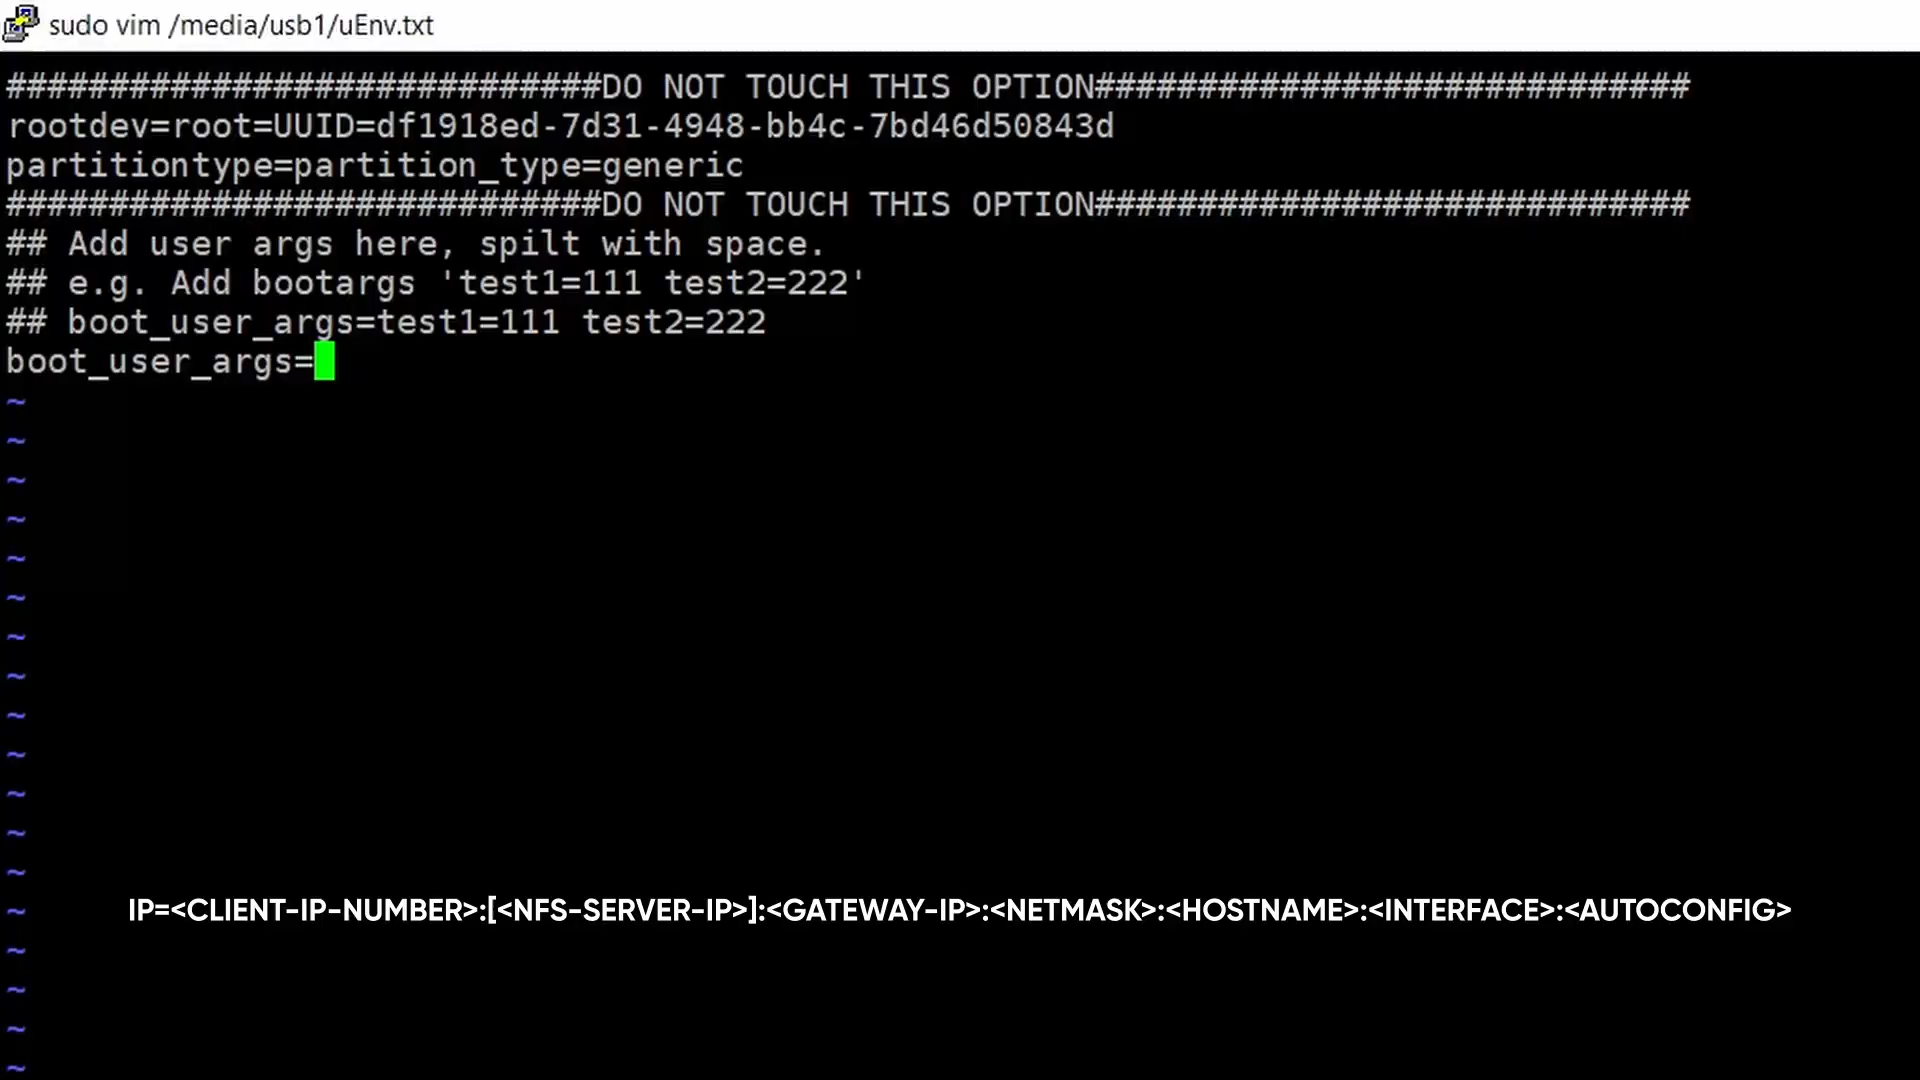 sudo vim /media/usb1/uEnv.txt
#############################DO NOT TOUCH THIS OPTION#############################
rootdev=root=UUID=df1918ed-7d31-4948-bb4c-7bd46d50843d
partitiontype=partition_type=generic
#############################DO NOT TOUCH THIS OPTION#############################
## Add user args here, spilt with space.
## e.g. Add bootargs 'test1=111 test2=222'
## boot_user_args=test1=111 test2=222
boot_user_args=
~
~
~
~
~
~
~
~
~
~
~
~
~
~
IP=<CLIENT-IP-NUMBER>:[<NFS-SERVER-IP>]:<GATEWAY-IP>:<NETMASK>:<HOSTNAME>:<INTERFACE>:<AUTOCONFIG>
~
~
~
~